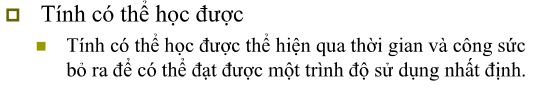 Tính có thể học được
Tính có thể học được thể hiện qua thời gian và công sức
bỏ ra để có thể đạt được một trình độ sử dụng nhất định.